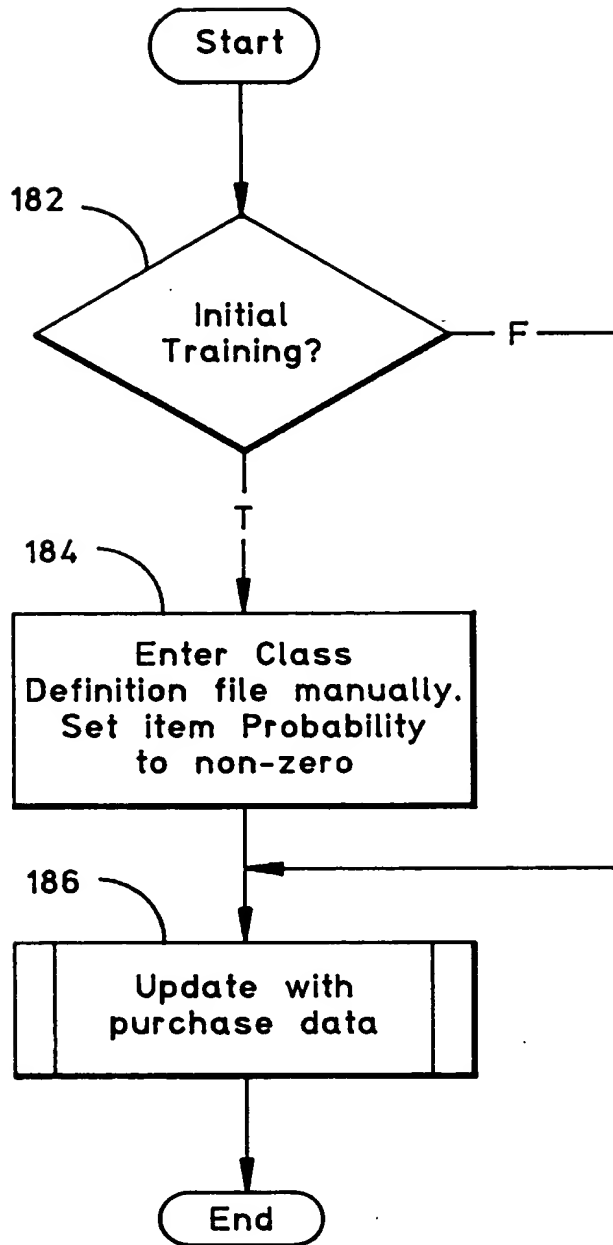 Start
182
Initial
Training?
F
T
184
Enter Class
Definition file manually.
Set item Probability
to non-zero
186
Update with
purchase data
End